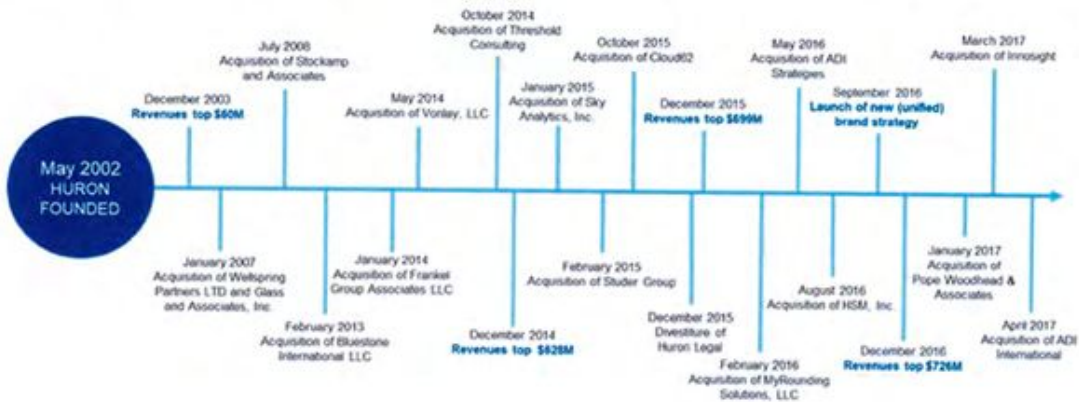 May 2002
HURON
FOUNDED
December 2003
Revenues top $60M
January 2007
Acquisition of Wellspring
Partners LTD and Glass
and Associates, Inc.
July 2008
Acquisition of Stockamp
and Associates
February 2013
Acquisition of Bluestone
International LLC
January 2014
Acquisition of Frankel
Group Associates LLC
May 2014
Acquisition of Vonlay, LLC
October 2014
Acquisition of Threshold
Consulting
December 2014
Revenues top $628M
January 2015
Acquisition of Sky
Analytics, Inc.
February 2015
Acquisition of Studer Group
October 2015
Acquisition of Cloud62
December 2015
Divestiture of
Huron Legal
December 2015
Revenues top $699M
February 2016
Acquisition of MyRounding
Solutions, LLC
May 2016
Acquisition of ADI
Strategies
August 2016
Acquisition of HSM, Inc.
September 2016
Launch of new (unified)
brand strategy
December 2016
Revenues top $726M
January 2017
Acquisition of
Pope Woodhead &
Associates
March 2017
Acquisition of Innosight
April 2017
Acquisition of ADI
International